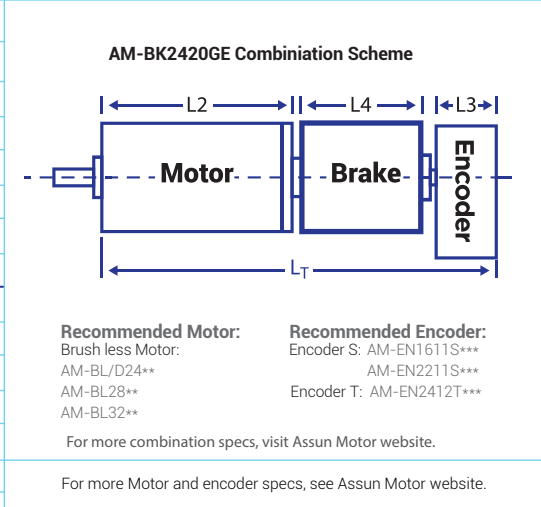 AM-BK2420GE Combiniation Scheme
L2
L4
L3
Motor
Brake
Encoder
LT
Recommended Motor:
Brush less Motor:
AM-BL/D24**
AM-BL28**
AM-BL32**
Recommended Encoder:
Encoder S: AM-EN1611S***
AM-EN2211S***
Encoder T: AM-EN2412T***
For more combination specs, visit Assun Motor website.
For more Motor and encoder specs, see Assun Motor website.